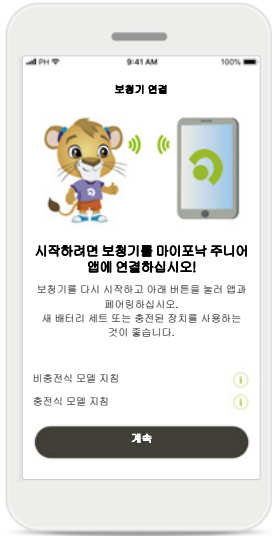 PH 9:41 AM 100%
보청기 연결
시작하려면 보청기를 마이포낙 주니어
앱에 연결하십시오!
보청기를 다시 시작하고 아래 버튼을 눌러 앱과
페어링하십시오.
새 배터리 세트 또는 충전된 장치를 사용하는
것이 좋습니다.
비충전식 모델 지침 i
충전식 모델 지침 i
계속